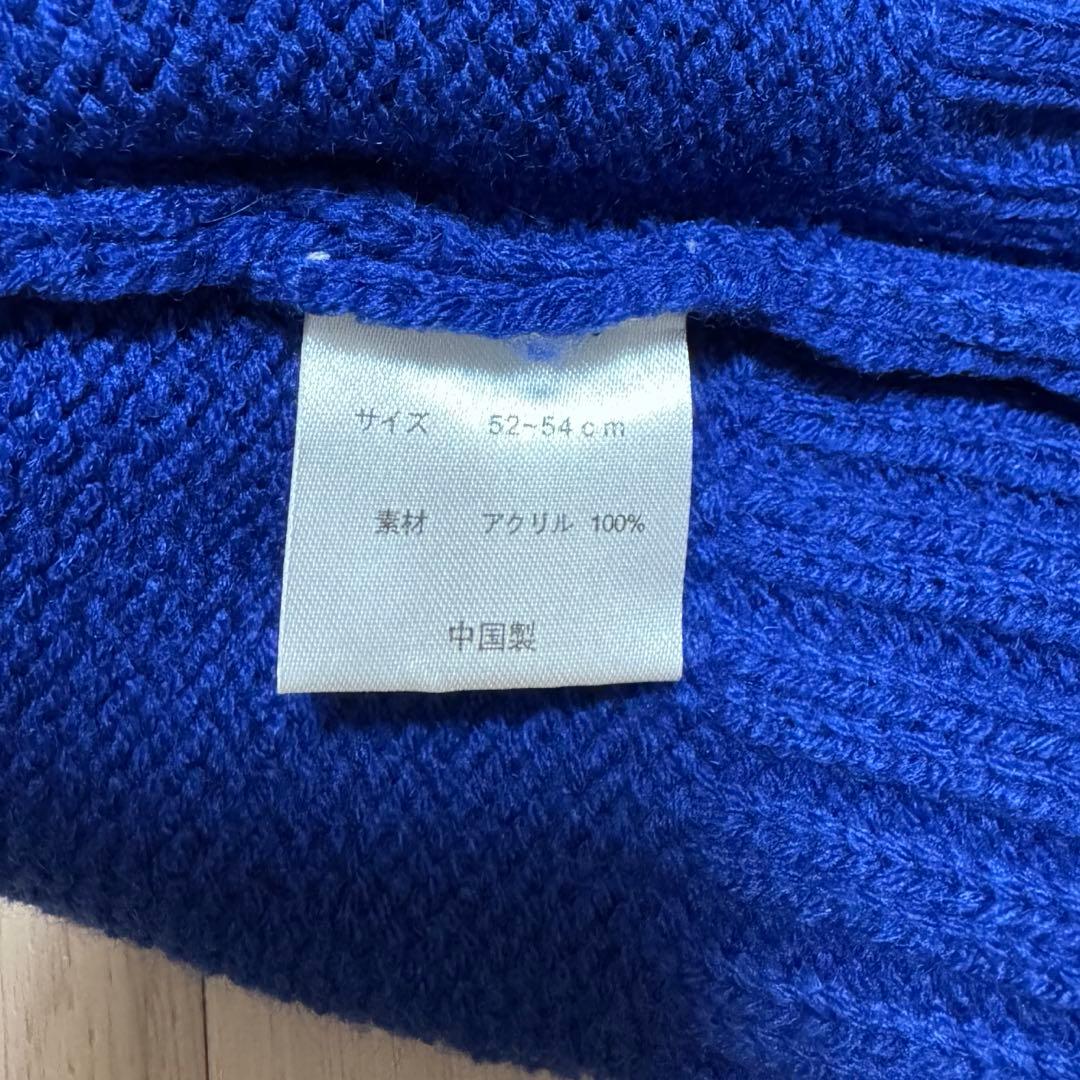 サイズ 52~54cm
素材 アクリル 100%
中国製